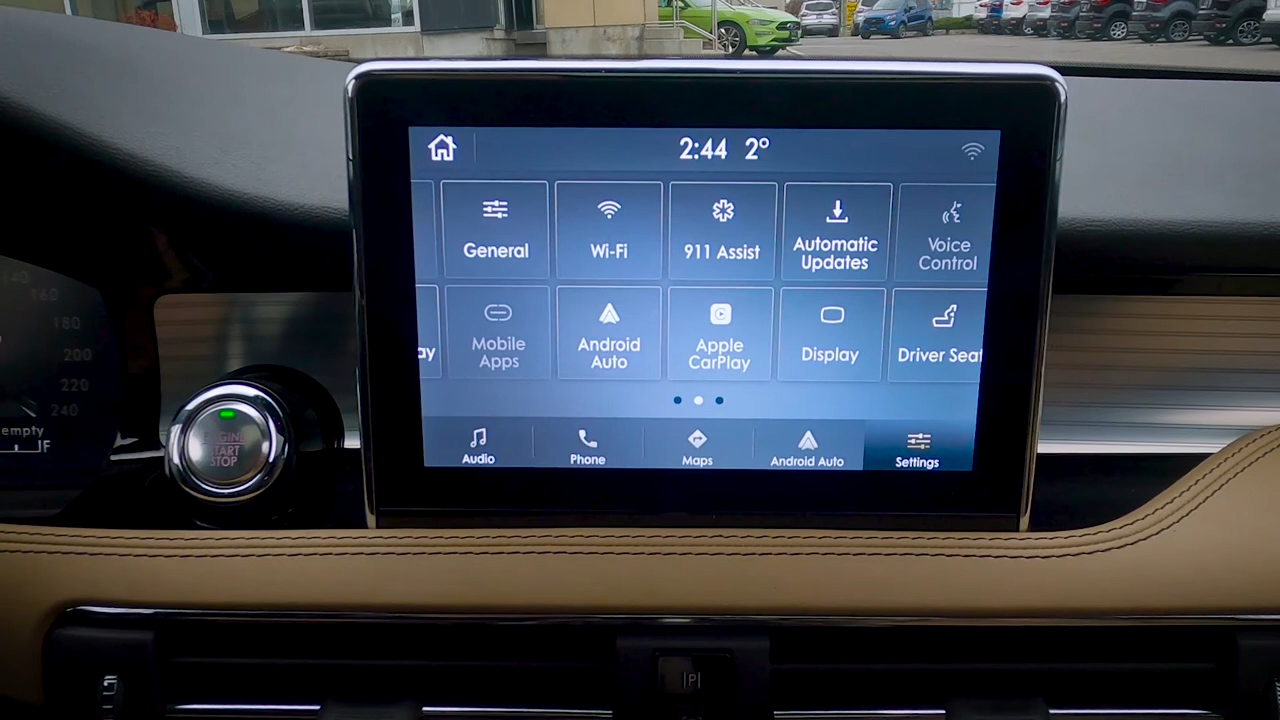 2:44 2°
General
Wi-Fi
911 Assist
Automatic
Updates
Voice
Control
ay
Mobile
Apps
Android
Auto
Apple
CarPlay
Display
Driver Seat
Audio
Phone
Maps
Android Auto
Settings
140
160
180
200
220
240
empty
F
ENGINE
START
STOP
|P|